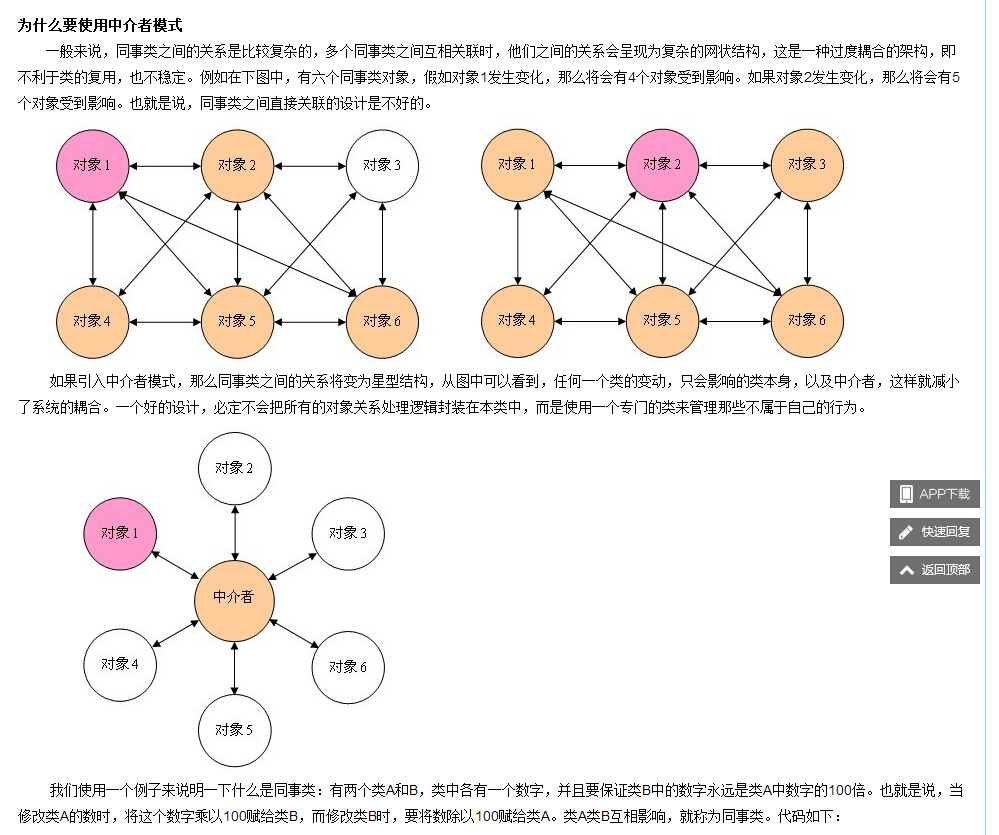 为什么要使用中介者模式
一般来说，同事类之间的关系是比较复杂的，多个同事类之间互相关联时，他们之间的关系会呈现为复杂的网状结构，这是一种过度耦合的架构，即
不利于类的复用，也不稳定。例如在下图中，有六个同事类对象，假如对象1发生变化，那么将会有4个对象受到影响。如果对象2发生变化，那么将会有5
个对象受到影响。也就是说，同事类之间直接关联的设计是不好的。
对象1
对象2
对象3
对象4
对象5
对象6
对象1
对象2
对象3
对象4
对象5
对象6
如果引入中介者模式，那么同事类之间的关系将变为星型结构，从图中可以看到，任何一个类的变动，只会影响的类本身，以及中介者，这样就减小
了系统的耦合。一个好的设计，必定不会把所有的对象关系处理逻辑封装在本类中，而是使用一个专门的类来管理那些不属于自己的行为。
对象2
对象1
对象3
中介者
对象4
对象6
对象5
APP下载
快速回复
返回顶部
我们使用一个例子来说明一下什么是同事类：有两个类A和B，类中各有一个数字，并且要保证类B中的数字永远是类A中数字的100倍。也就是说，当
修改类A的数时，将这个数字乘以100赋给类B，而修改类B时，要将数除以100赋给类A。类A类B互相影响，就称为同事类。代码如下：